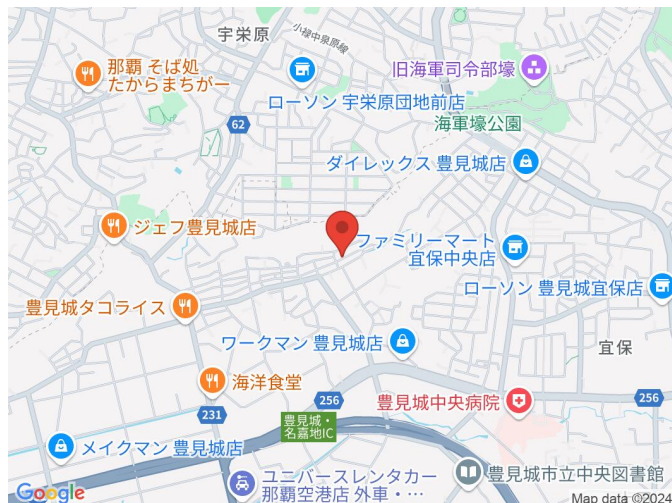 宇栄原
小禄中泉原線
那覇 そば処
たからまちがー
ローソン 宇栄原団地前店
旧海軍司令部壕
海軍壕公園
62
ダイレックス 豊見城店
ジェフ豊見城店
ファミリーマート
宜保中央店
ローソン 豊見城宜保店
豊見城タコライス
ワークマン 豊見城店
宜保
海洋食堂
256
豊見城中央病院
256
231
豊見城・
名嘉地IC
メイクマン 豊見城店
ユニバースレンタカー
那覇空港店 外車・…
豊見城市立中央図書館
Google
Map data ©2024